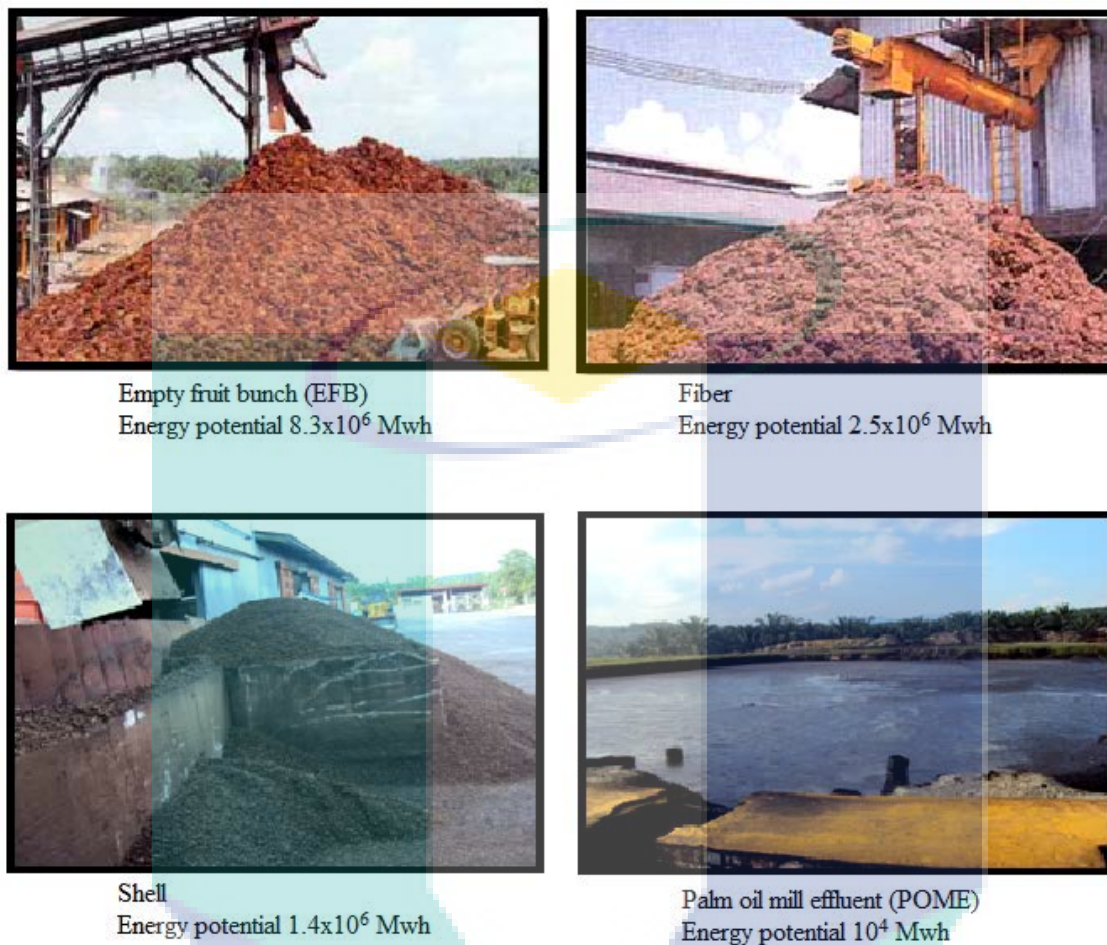 Empty fruit bunch (EFB)
Energy potential 8.3x10⁶ Mwh
Fiber
Energy potential 2.5x10⁶ Mwh
Shell
Energy potential 1.4x10⁶ Mwh
Palm oil mill effluent (POME)
Energy potential 10⁴ Mwh